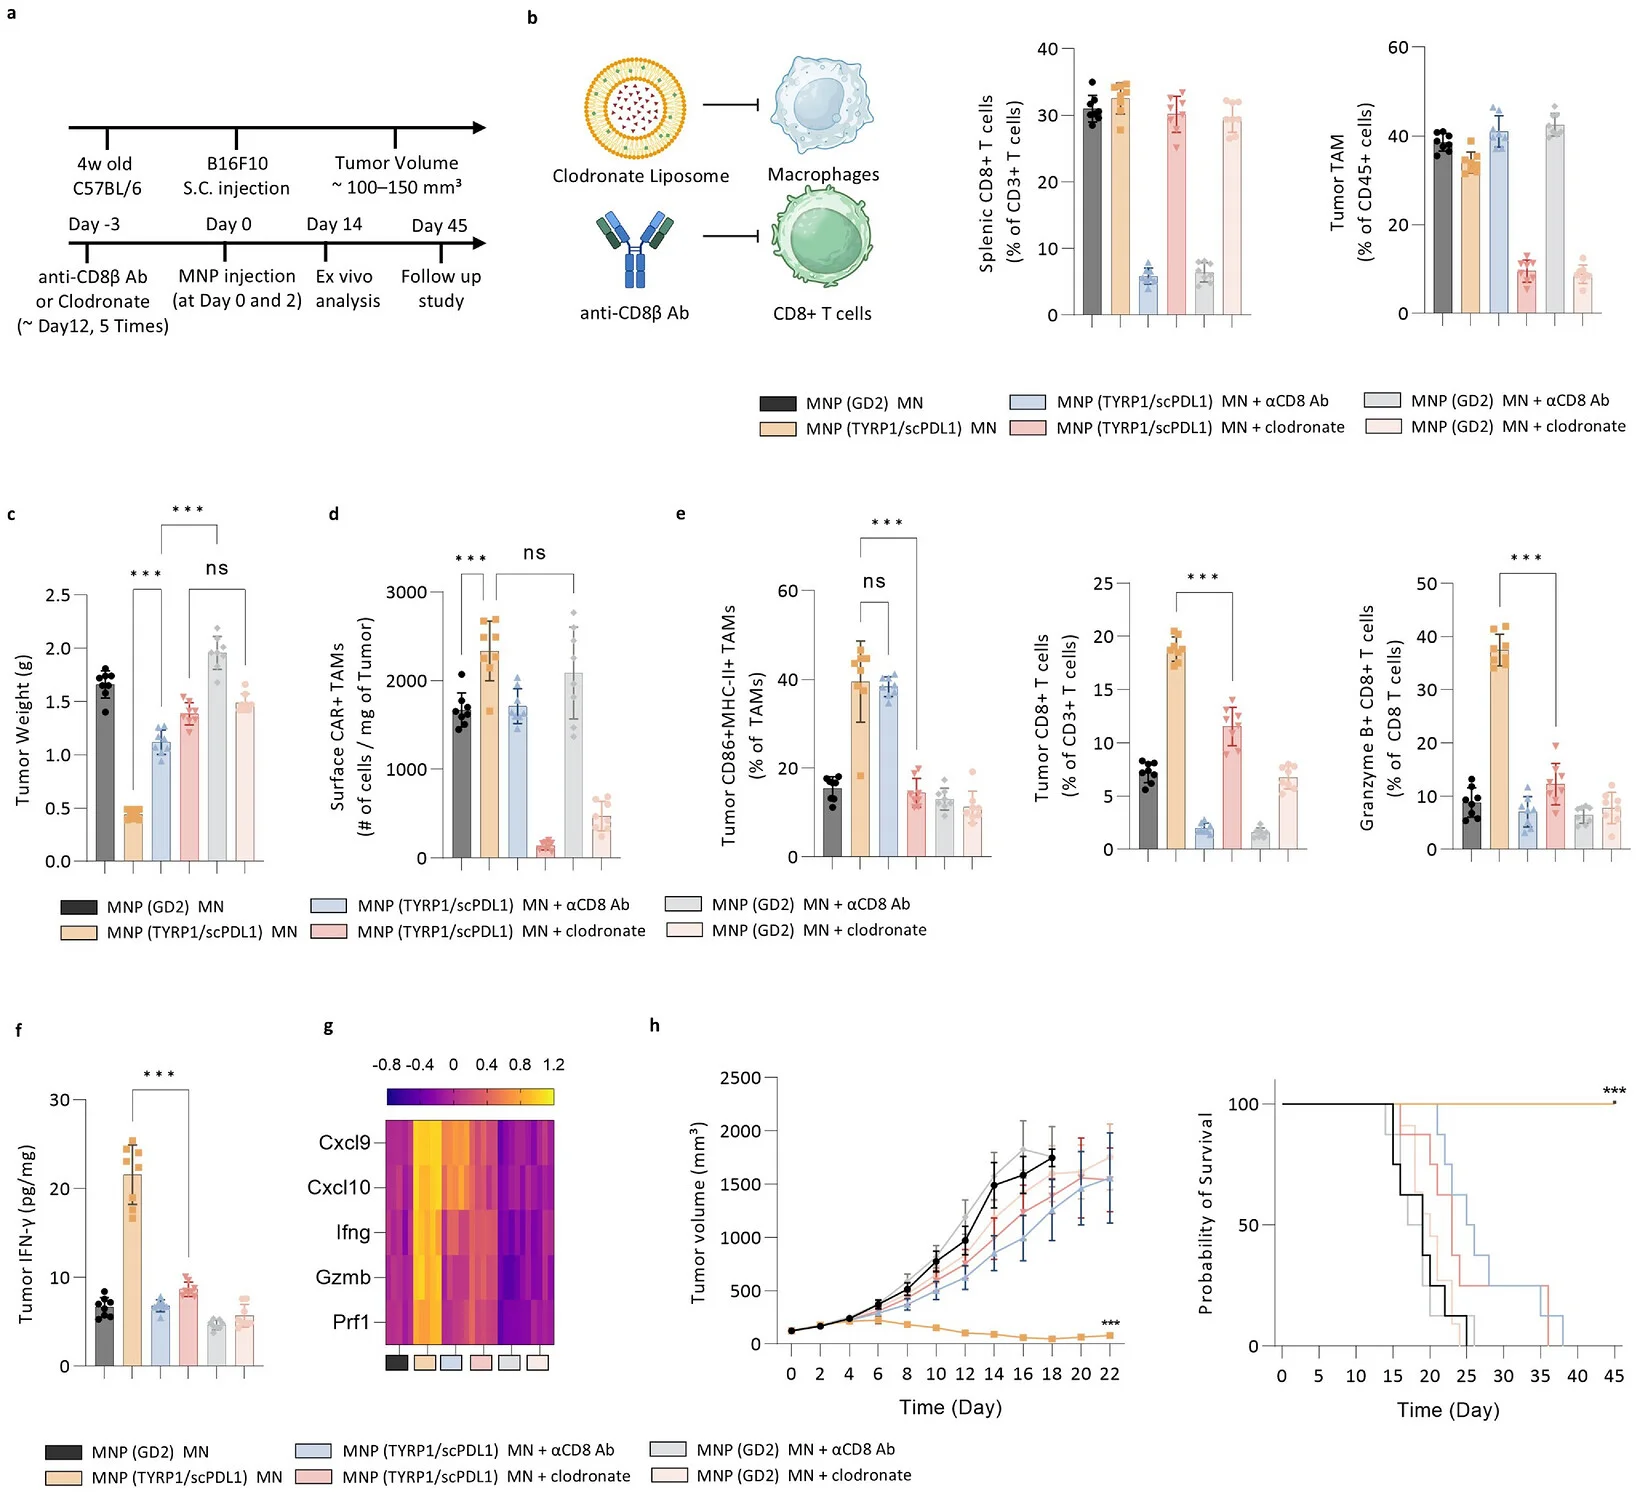 a
4w old
C57BL/6
B16F10
S.C. injection
Tumor Volume
~ 100–150 mm³
Day -3
Day 0
Day 14
Day 45
anti-CD8β Ab
or Clodronate
(~ Day12, 5 Times)
MNP injection
(at Day 0 and 2)
Ex vivo
analysis
Follow up
study
b
Clodronate Liposome
Macrophages
anti-CD8β Ab
CD8+ T cells
Splenic CD8+ T cells
(% of CD3+ T cells)
40
30
20
10
0
Tumor TAM
(% of CD45+ cells)
60
40
20
0
MNP (GD2) MN
MNP (TYRP1/scPDL1) MN
MNP (TYRP1/scPDL1) MN + αCD8 Ab
MNP (TYRP1/scPDL1) MN + clodronate
MNP (GD2) MN + αCD8 Ab
MNP (GD2) MN + clodronate
c
Tumor Weight (g)
2.5
2.0
1.5
1.0
0.5
0.0
***
***
ns
d
Surface CAR+ TAMs
(# of cells / mg of Tumor)
3000
2000
1000
0
***
ns
e
Tumor CD86+MHC-II+ TAMs
(% of TAMs)
60
40
20
0
***
ns
Tumor CD8+ T cells
(% of CD3+ T cells)
25
20
15
10
5
0
***
Granzyme B+ CD8+ T cells
(% of CD8 T cells)
50
40
30
20
10
0
***
MNP (GD2) MN
MNP (TYRP1/scPDL1) MN
MNP (TYRP1/scPDL1) MN + αCD8 Ab
MNP (TYRP1/scPDL1) MN + clodronate
MNP (GD2) MN + αCD8 Ab
MNP (GD2) MN + clodronate
f
Tumor IFN-γ (pg/mg)
30
20
10
0
***
g
-0.8 -0.4 0 0.4 0.8 1.2
Cxcl9
Cxcl10
Ifng
Gzmb
Prf1
h
Tumor volume (mm³)
2500
2000
1500
1000
500
0
***
0 2 4 6 8 10 12 14 16 18 20 22
Time (Day)
Probability of Survival
100
50
0
***
0 5 10 15 20 25 30 35 40 45
Time (Day)
MNP (GD2) MN
MNP (TYRP1/scPDL1) MN
MNP (TYRP1/scPDL1) MN + αCD8 Ab
MNP (TYRP1/scPDL1) MN + clodronate
MNP (GD2) MN + αCD8 Ab
MNP (GD2) MN + clodronate